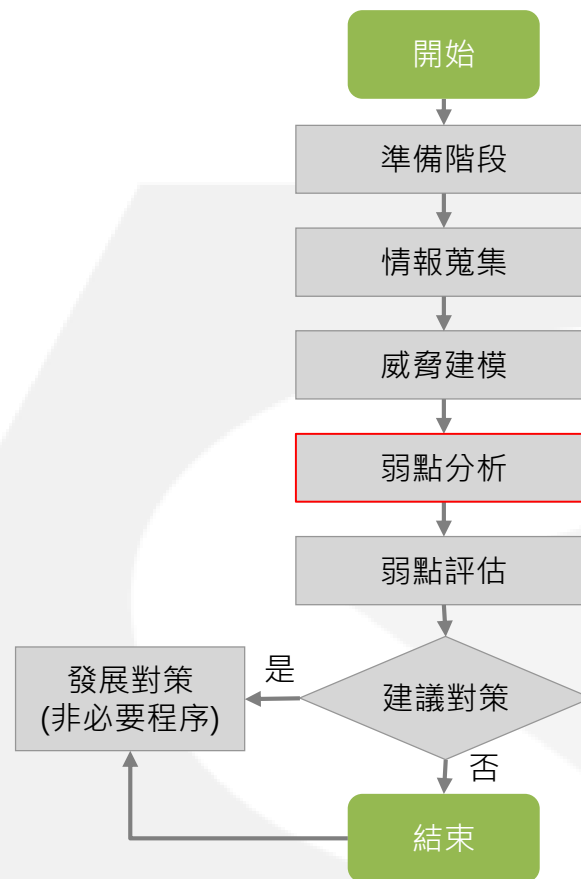 開始
準備階段
情報蒐集
威脅建模
弱點分析
弱點評估
建議對策
是
發展對策
(非必要程序)
否
結束